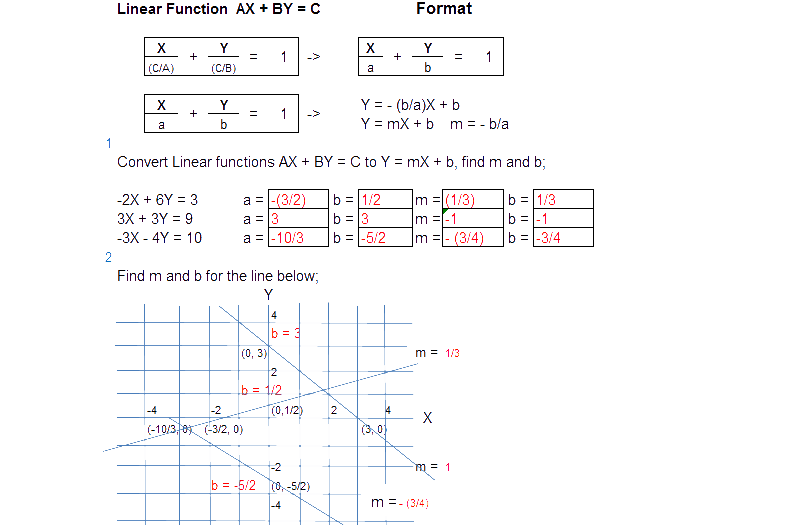 Linear Function AX + BY = C Format
X Y X Y
+ = 1 -> + = 1
(C/A) (C/B) a b
X Y Y = - (b/a)X + b
+ = 1 ->
a b Y = mX + b m = - b/a
1
Convert Linear functions AX + BY = C to Y = mX + b, find m and b;
-2X + 6Y = 3 a = -(3/2) b = 1/2 m = (1/3) b = 1/3
3X + 3Y = 9 a = 3 b = 3 m = -1 b = -1
-3X - 4Y = 10 a = -10/3 b = -5/2 m = - (3/4) b = -3/4
2
Find m and b for the line below;
Y
4
b = 3
(0, 3) m = 1/3
2
b = 1/2
-4 -2 (0,1/2) 2 4 X
(-10/3, 0) (-3/2, 0) (3, 0)
-2 m = 1
b = -5/2 (0, -5/2)
-4 m = - (3/4)